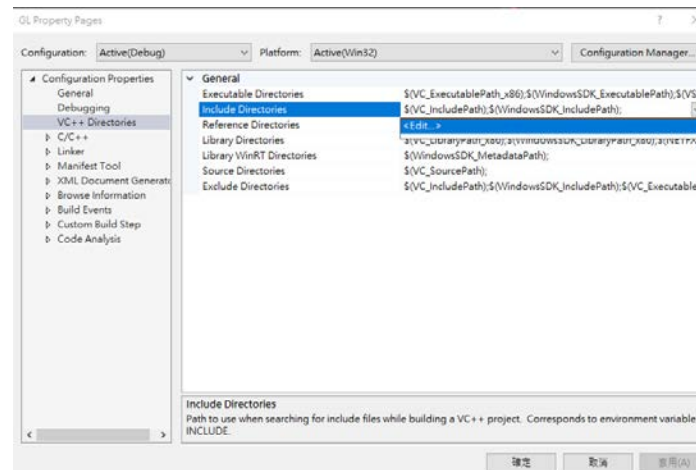 GL Property Pages ?
Configuration: Active(Debug) Platform: Active(Win32) Configuration Manager...
Configuration Properties
General
Debugging
VC++ Directories
C/C++
Linker
Manifest Tool
XML Document Generato
Browse Information
Build Events
Custom Build Step
Code Analysis
General
Executable Directories $(VC_ExecutablePath_x86);$(WindowsSDK_ExecutablePath);$(VS
Include Directories $(VC_IncludePath);$(WindowsSDK_IncludePath);
Reference Directories <Edit...>
Library Directories $(VC_LibraryPath_x86);$(WindowsSDK_LibraryPath_x86);$(NETFX
Library WinRT Directories $(WindowsSDK_MetadataPath);
Source Directories $(VC_SourcePath);
Exclude Directories $(VC_IncludePath);$(WindowsSDK_IncludePath);$(VC_Executable
Include Directories
Path to use when searching for include files while building a VC++ project. Corresponds to environment variable
INCLUDE.
確定 取消 套用(A)